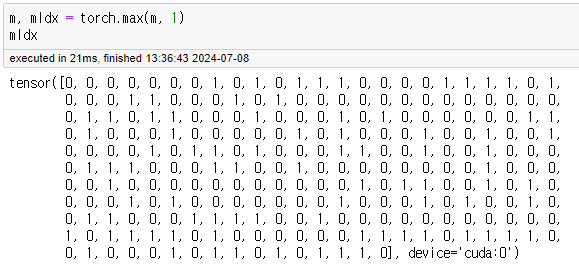 m, mIdx = torch.max(m, 1)
mIdx
executed in 21ms, finished 13:36:43 2024-07-08
tensor([0, 0, 0, 0, 0, 0, 0, 1, 0, 1, 0, 1, 1, 1, 0, 0, 0, 0, 1, 1, 1, 1, 0, 1,
0, 0, 0, 1, 1, 0, 0, 0, 1, 0, 1, 0, 0, 0, 0, 0, 0, 0, 0, 0, 0, 0, 0, 0,
0, 1, 1, 0, 1, 1, 0, 0, 0, 0, 0, 0, 0, 1, 0, 1, 0, 0, 0, 0, 0, 0, 1, 1,
0, 0, 0, 0, 1, 0, 0, 0, 0, 0, 1, 0, 1, 0, 0, 0, 0, 1, 0, 0, 1, 0, 0, 1,
0, 0, 0, 0, 1, 0, 1, 1, 0, 1, 0, 0, 0, 1, 1, 0, 0, 1, 0, 1, 0, 0, 0, 0,
0, 1, 1, 1, 0, 0, 0, 0, 0, 1, 0, 0, 0, 0, 0, 0, 0, 0, 0, 0, 0, 0, 0, 1,
0, 1, 1, 0, 1, 0, 0, 0, 0, 0, 0, 0, 0, 1, 0, 1, 1, 1, 0, 1, 0, 0, 1, 0,
0, 0, 0, 0, 1, 0, 0, 1, 0, 0, 0, 0, 0, 1, 0, 0, 0, 1, 0, 1, 0, 0, 0, 1,
0, 1, 1, 0, 0, 0, 1, 1, 1, 1, 0, 0, 1, 0, 0, 0, 0, 0, 0, 0, 0, 0, 0, 0,
1, 0, 1, 0, 1, 1, 1, 1, 0, 0, 0, 0, 0, 0, 1, 1, 1, 1, 0, 1, 1, 1, 1, 0,
0, 1, 0, 0, 0, 1, 1, 0, 1, 1, 0, 1, 0, 1, 1, 1, 0], device='cuda:0')